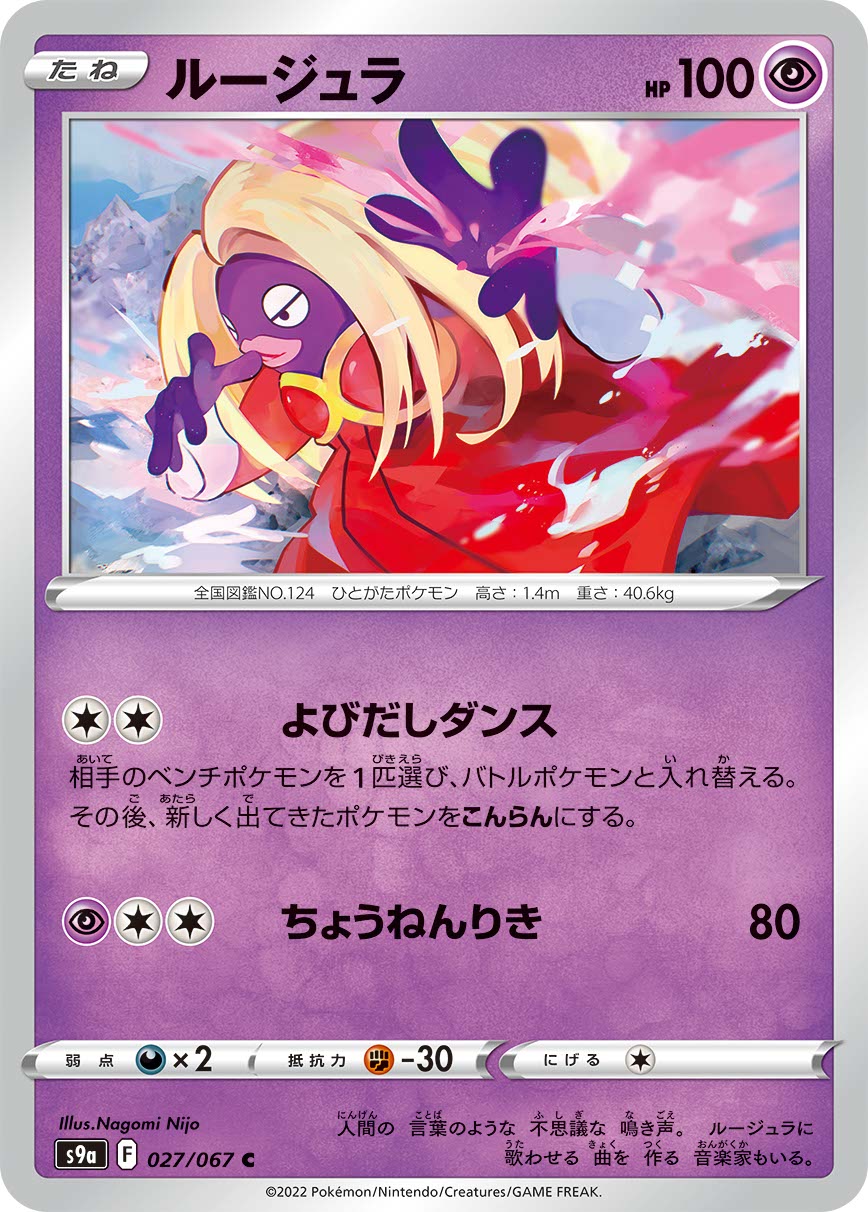 たね ルージュラ HP 100
全国図鑑NO.124 ひとがたポケモン 高さ：1.4m 重さ：40.6kg
よびだしダンス
相手のベンチポケモンを1匹選び、バトルポケモンと入れ替える。
その後、新しく出てきたポケモンをこんらんにする。
ちょうねんりき 80
弱点 ×2 抵抗力 -30 にげる
Illus.Nagomi Nijo
人間の 言葉のような 不思議な 鳴き声。 ルージュラに
歌わせる 曲を 作る 音楽家もいる。
s9a F 027/067 C
©2022 Pokémon/Nintendo/Creatures/GAME FREAK.